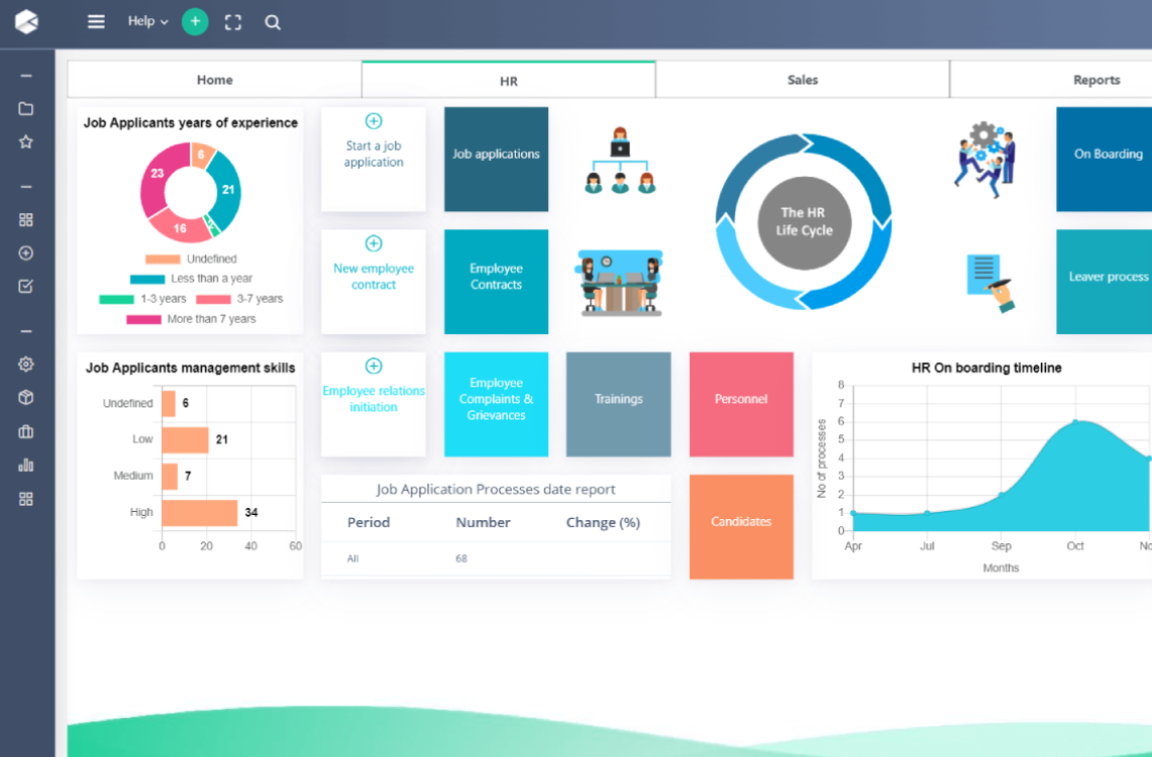 Help
Home
HR
Sales
Reports
Job Applicants years of experience
6
23
21
16
Undefined
Less than a year
1-3 years
3-7 years
More than 7 years
Start a job
application
Job applications
The HR
Life Cycle
On Boarding
New employee
contract
Employee
Contracts
Leaver process
Job Applicants management skills
Undefined
6
Low
21
Medium
7
High
34
0 20 40 60
Employee relations
initiation
Employee
Complaints &
Grievances
Trainings
Personnel
Job Application Processes date report
Period Number Change (%)
All 68
Candidates
HR On boarding timeline
No of processes
8
7
6
5
4
3
2
1
0
Apr Jul Sep Oct
Months